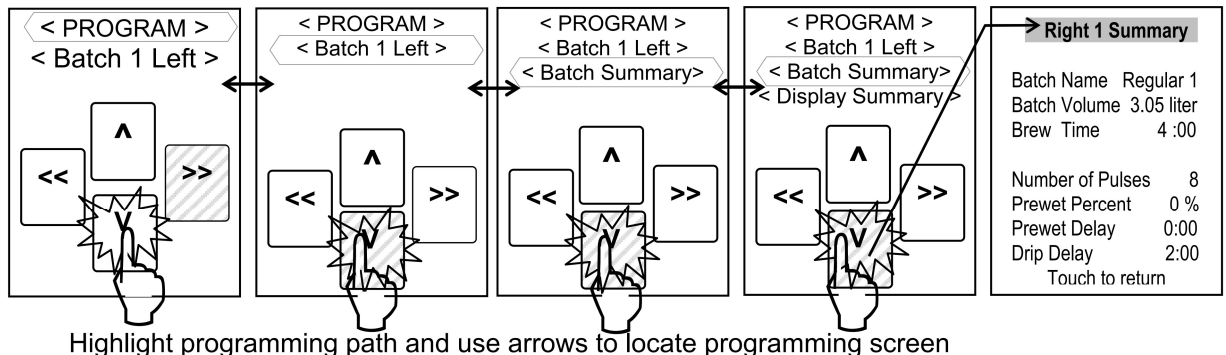 < PROGRAM >
< Batch 1 Left >
^
<<
>>
V
< PROGRAM >
< Batch 1 Left >
^
<<
>>
V
< PROGRAM >
< Batch 1 Left >
< Batch Summary>
^
<<
>>
V
< PROGRAM >
< Batch 1 Left >
< Batch Summary>
< Display Summary >
^
<<
>>
V
Right 1 Summary
Batch Name Regular 1
Batch Volume 3.05 liter
Brew Time 4 :00
Number of Pulses 8
Prewet Percent 0 %
Prewet Delay 0:00
Drip Delay 2:00
Touch to return
Highlight programming path and use arrows to locate programming screen